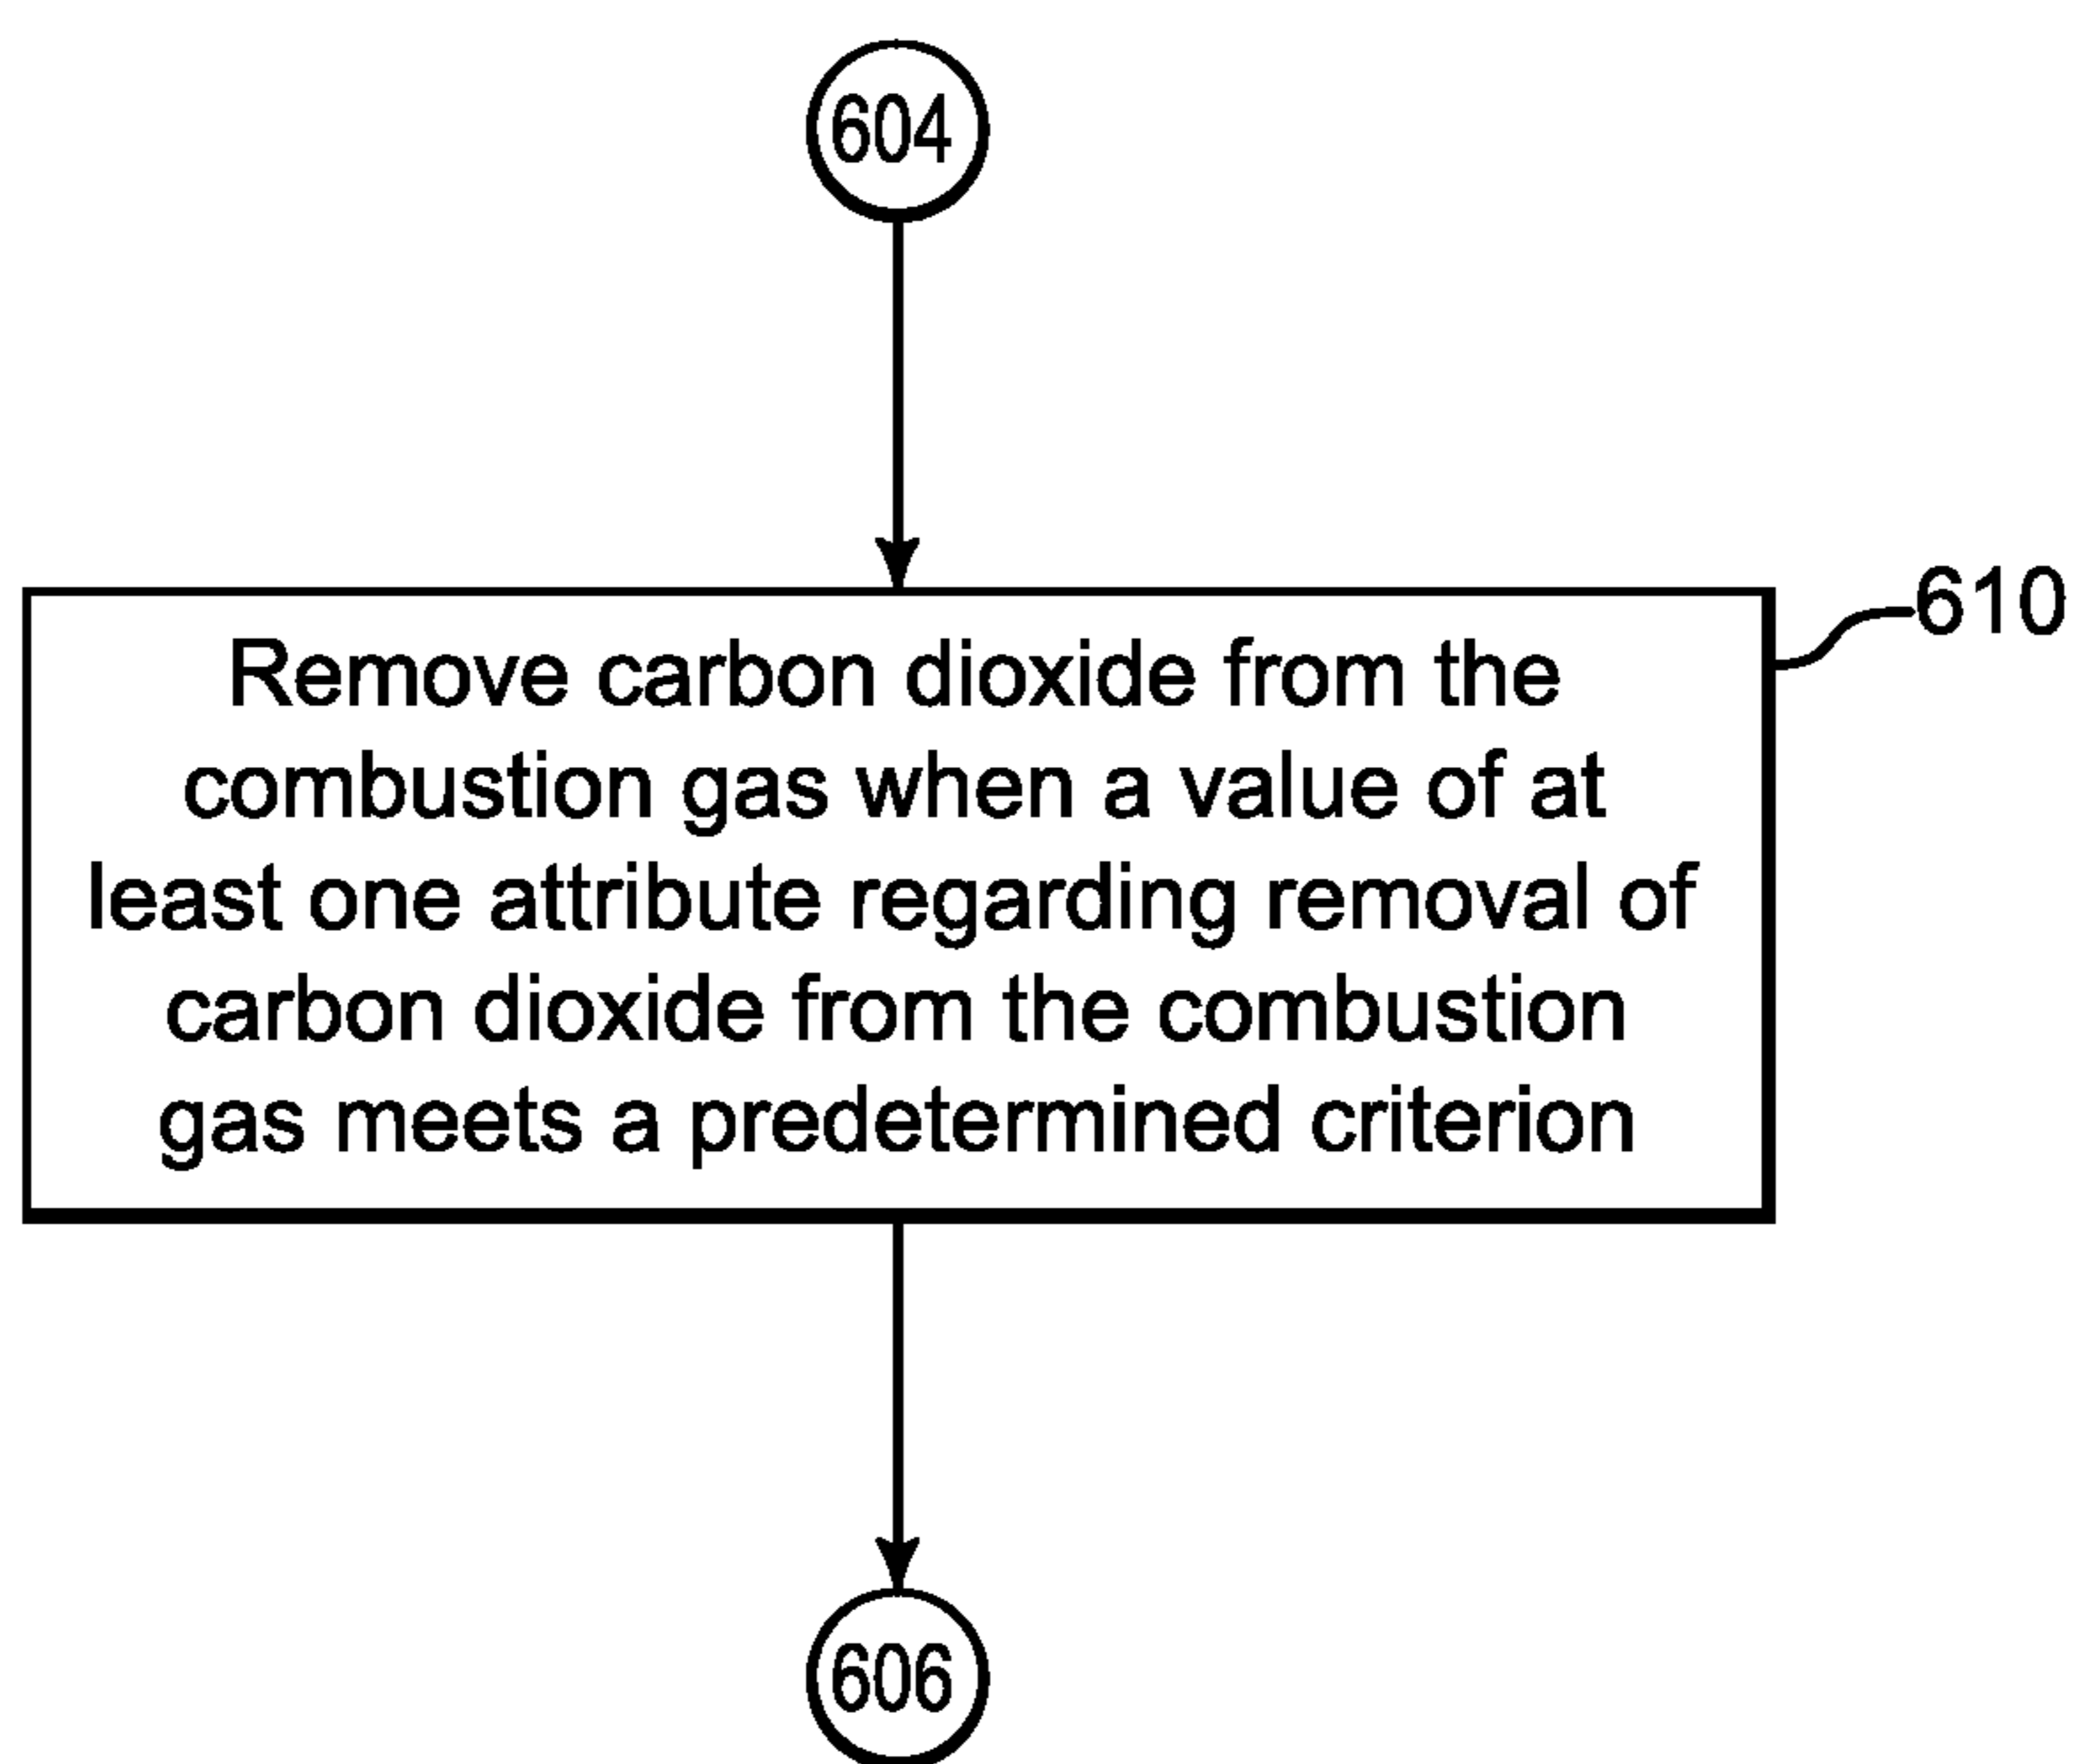 604
610
Remove carbon dioxide from the
combustion gas when a value of at
least one attribute regarding removal of
carbon dioxide from the combustion
gas meets a predetermined criterion
606